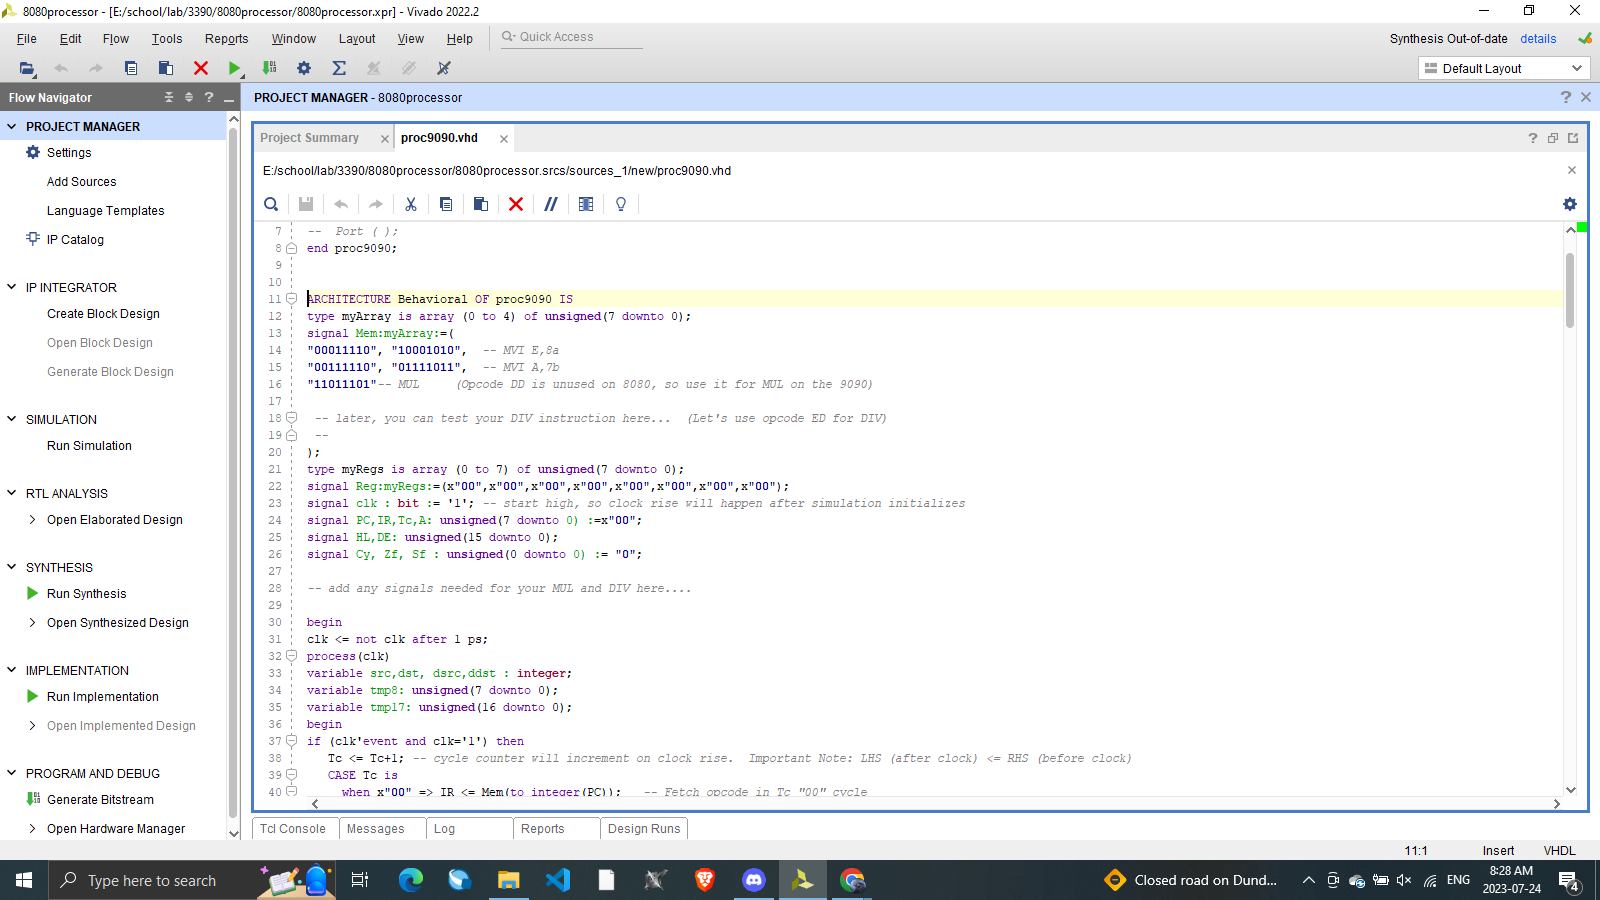 8080processor - [E:/school/lab/3390/8080processor/8080processor.xpr] - Vivado 2022.2
File Edit Flow Tools Reports Window Layout View Help Quick Access
Synthesis Out-of-date details
Default Layout
Flow Navigator
PROJECT MANAGER - 8080processor
PROJECT MANAGER
Settings
Add Sources
Language Templates
IP Catalog
IP INTEGRATOR
Create Block Design
Open Block Design
Generate Block Design
SIMULATION
Run Simulation
RTL ANALYSIS
Open Elaborated Design
SYNTHESIS
Run Synthesis
Open Synthesized Design
IMPLEMENTATION
Run Implementation
Open Implemented Design
PROGRAM AND DEBUG
Generate Bitstream
Open Hardware Manager
Project Summary proc9090.vhd
E:/school/lab/3390/8080processor/8080processor.srcs/sources_1/new/proc9090.vhd
7 -- Port ( );
8 end proc9090;
9
10
11 ARCHITECTURE Behavioral OF proc9090 IS
12 type myArray is array (0 to 4) of unsigned(7 downto 0);
13 signal Mem:myArray:=(
14 "00011110", "10001010", -- MVI E,8a
15 "00111110", "01111011", -- MVI A,7b
16 "11011101"-- MUL (Opcode DD is unused on 8080, so use it for MUL on the 9090)
17
18 -- later, you can test your DIV instruction here... (Let's use opcode ED for DIV)
19 --
20 );
21 type myRegs is array (0 to 7) of unsigned(7 downto 0);
22 signal Reg:myRegs:=(x"00",x"00",x"00",x"00",x"00",x"00",x"00",x"00");
23 signal clk : bit := '1'; -- start high, so clock rise will happen after simulation initializes
24 signal PC,IR,Tc,A: unsigned(7 downto 0) :=x"00";
25 signal HL,DE: unsigned(15 downto 0);
26 signal Cy, Zf, Sf : unsigned(0 downto 0) := "0";
27
28 -- add any signals needed for your MUL and DIV here....
29
30 begin
31 clk <= not clk after 1 ps;
32 process(clk)
33 variable src,dst, dsrc,ddst : integer;
34 variable tmp8: unsigned(7 downto 0);
35 variable tmp17: unsigned(16 downto 0);
36 begin
37 if (clk'event and clk='1') then
38 Tc <= Tc+1; -- cycle counter will increment on clock rise. Important Note: LHS (after clock) <= RHS (before clock)
39 CASE Tc is
40 when x"00" => IR <= Mem(to_integer(PC)); -- Fetch opcode in Tc "00" cycle
Tcl Console Messages Log Reports Design Runs
11:1 Insert VHDL
Type here to search
Closed road on Dund...
ENG
8:28 AM
2023-07-24
4